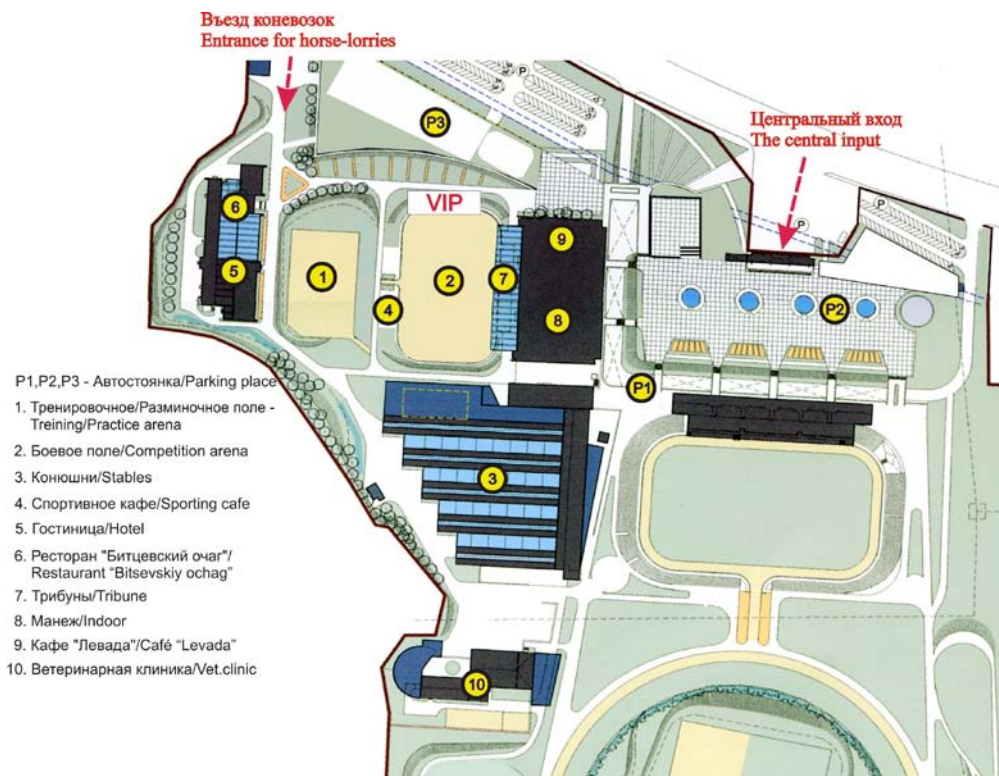 Въезд коневозок
Entrance for horse-lorries
P
P3
Центральный вход
The central input
VIP
P
P
6
9
5
1
2
7
4
8
P2
P1
3
10
P1,P2,P3 - Автостоянка/Parking place
1. Тренировочное/Разминочное поле -
Treining/Practice arena
2. Боевое поле/Competition arena
3. Конюшни/Stables
4. Спортивное кафе/Sporting cafe
5. Гостиница/Hotel
6. Ресторан "Битцевский очаг"/
Restaurant "Bitsevskiy ochag"
7. Трибуны/Tribune
8. Манеж/Indoor
9. Кафе "Левада"/Café "Levada"
10. Ветеринарная клиника/Vet.clinic